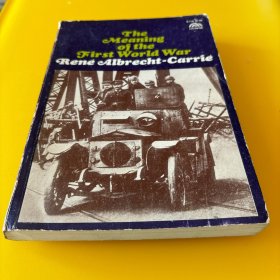 The
Meaning
of the
First World War
René Albrecht-Carrié